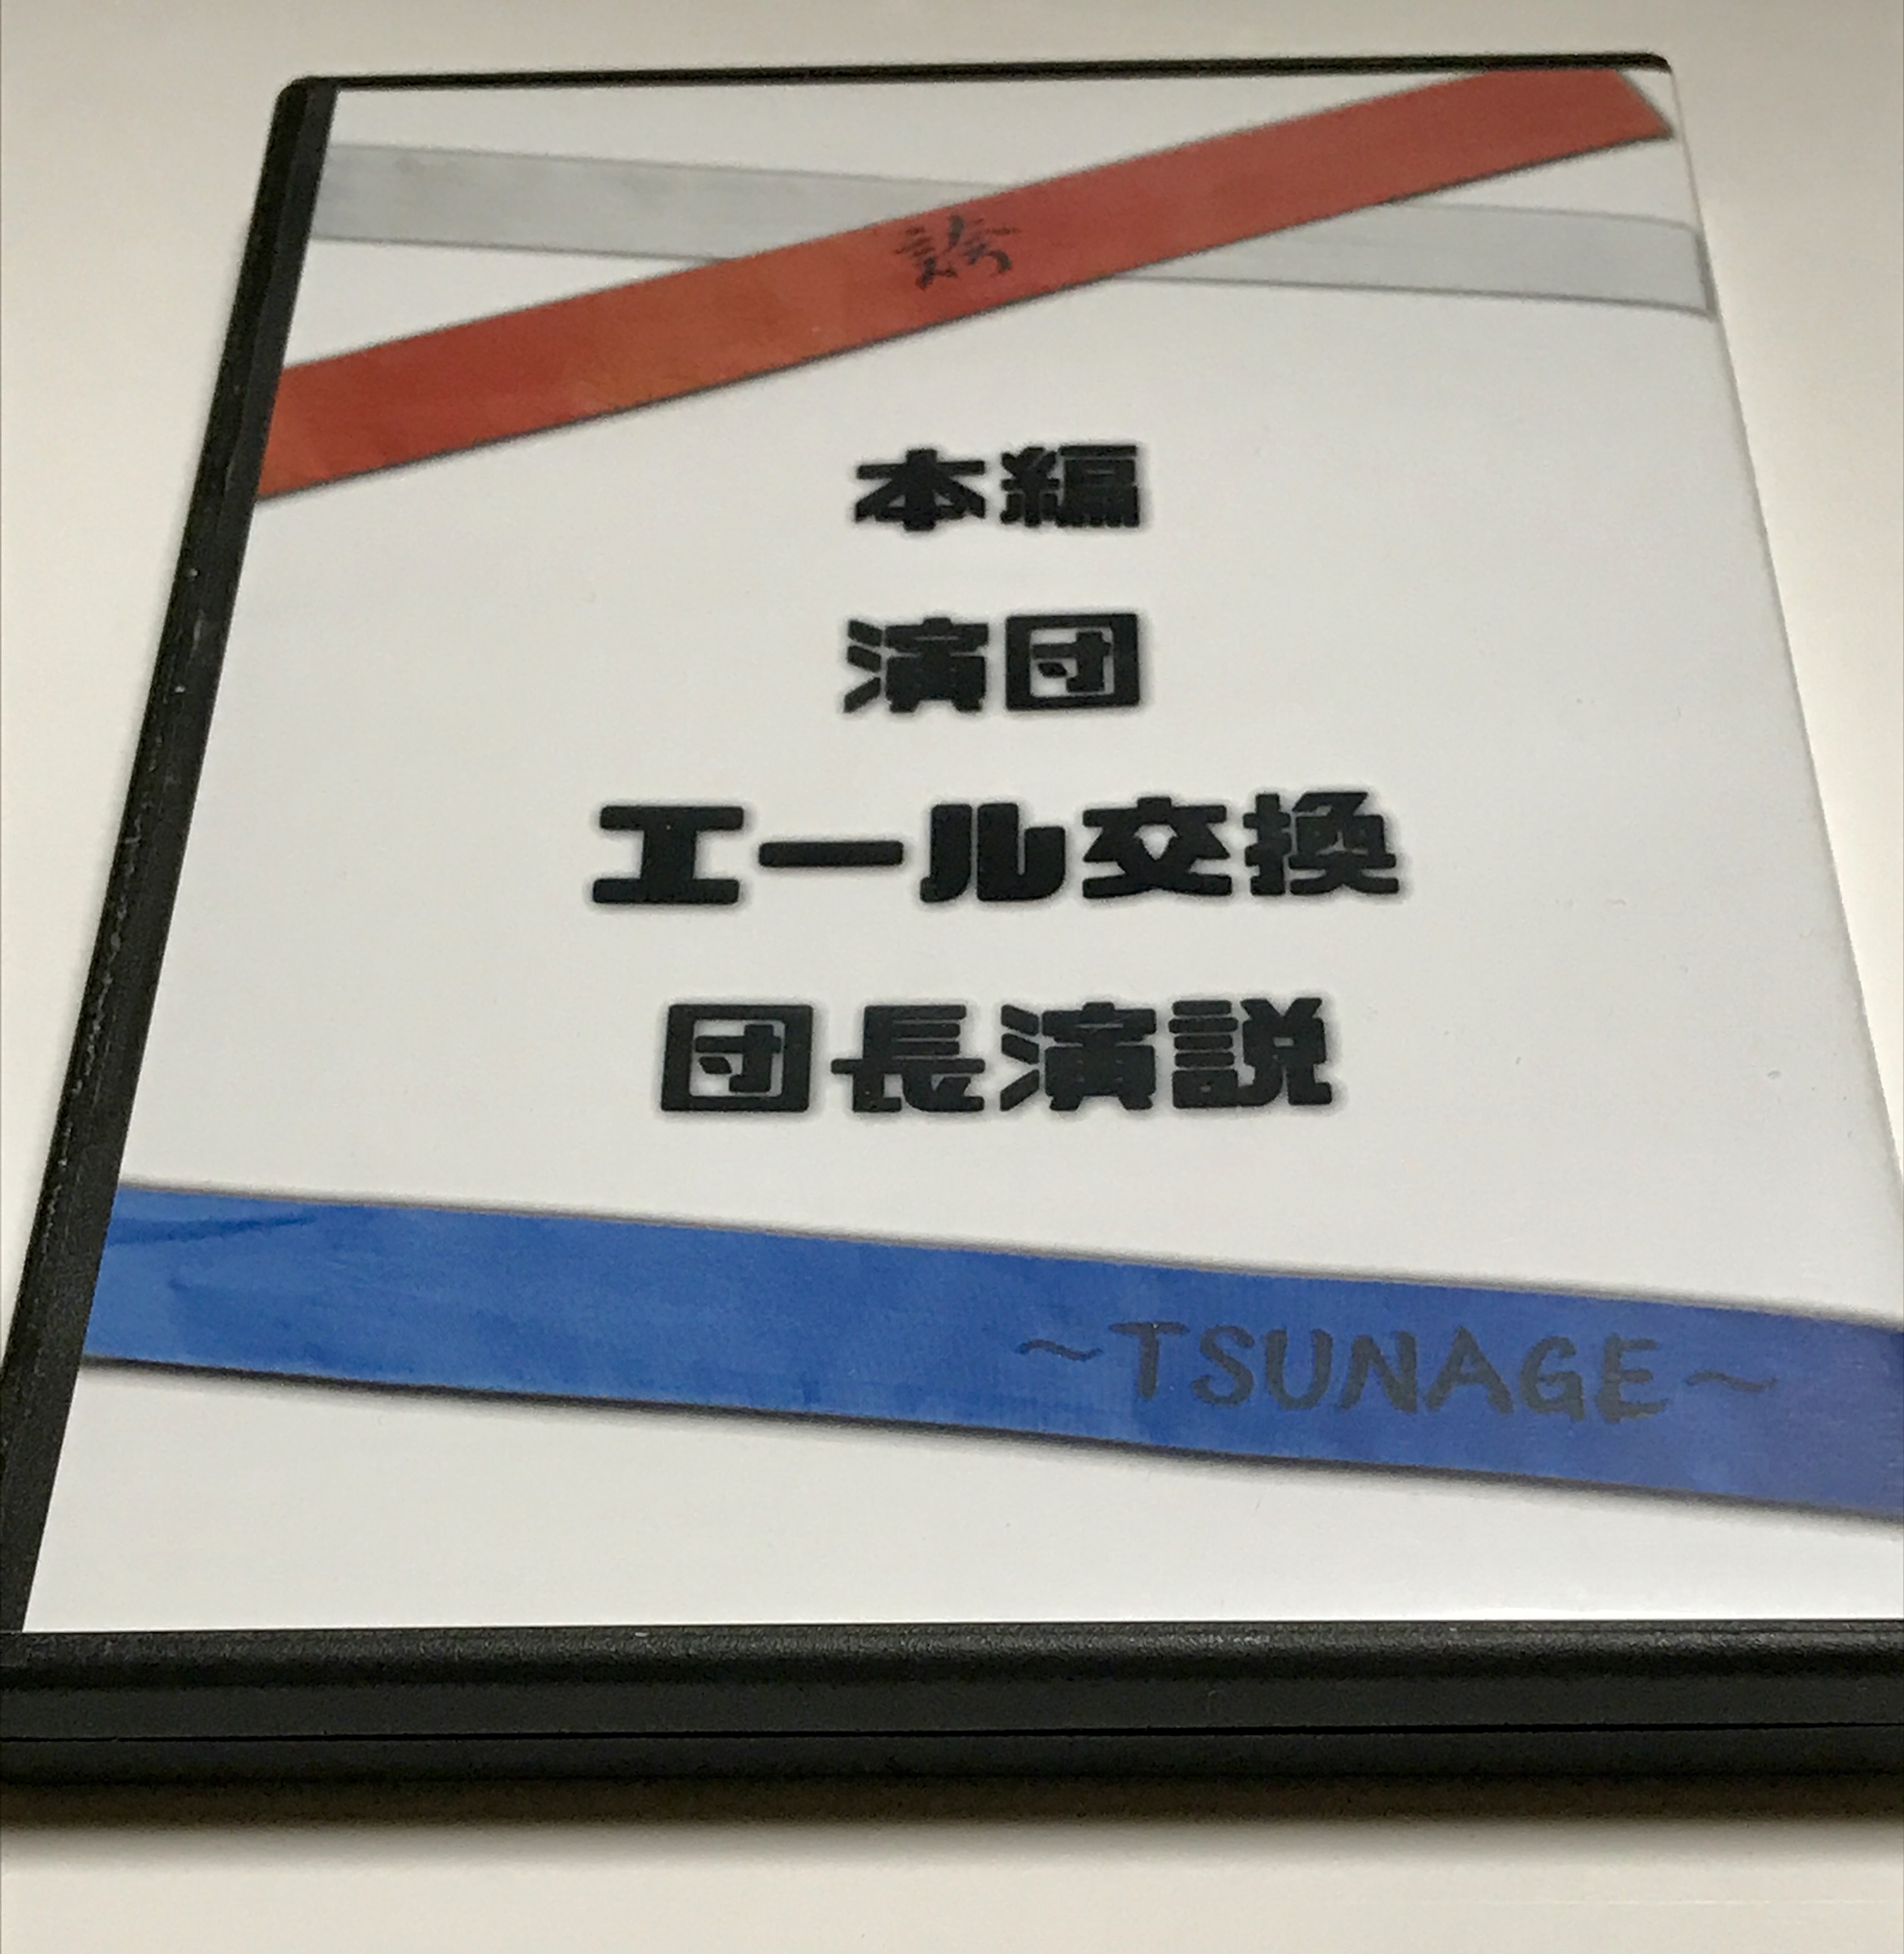 誇
本編
演団
エール交換
団長演説
~TSUNAGE~